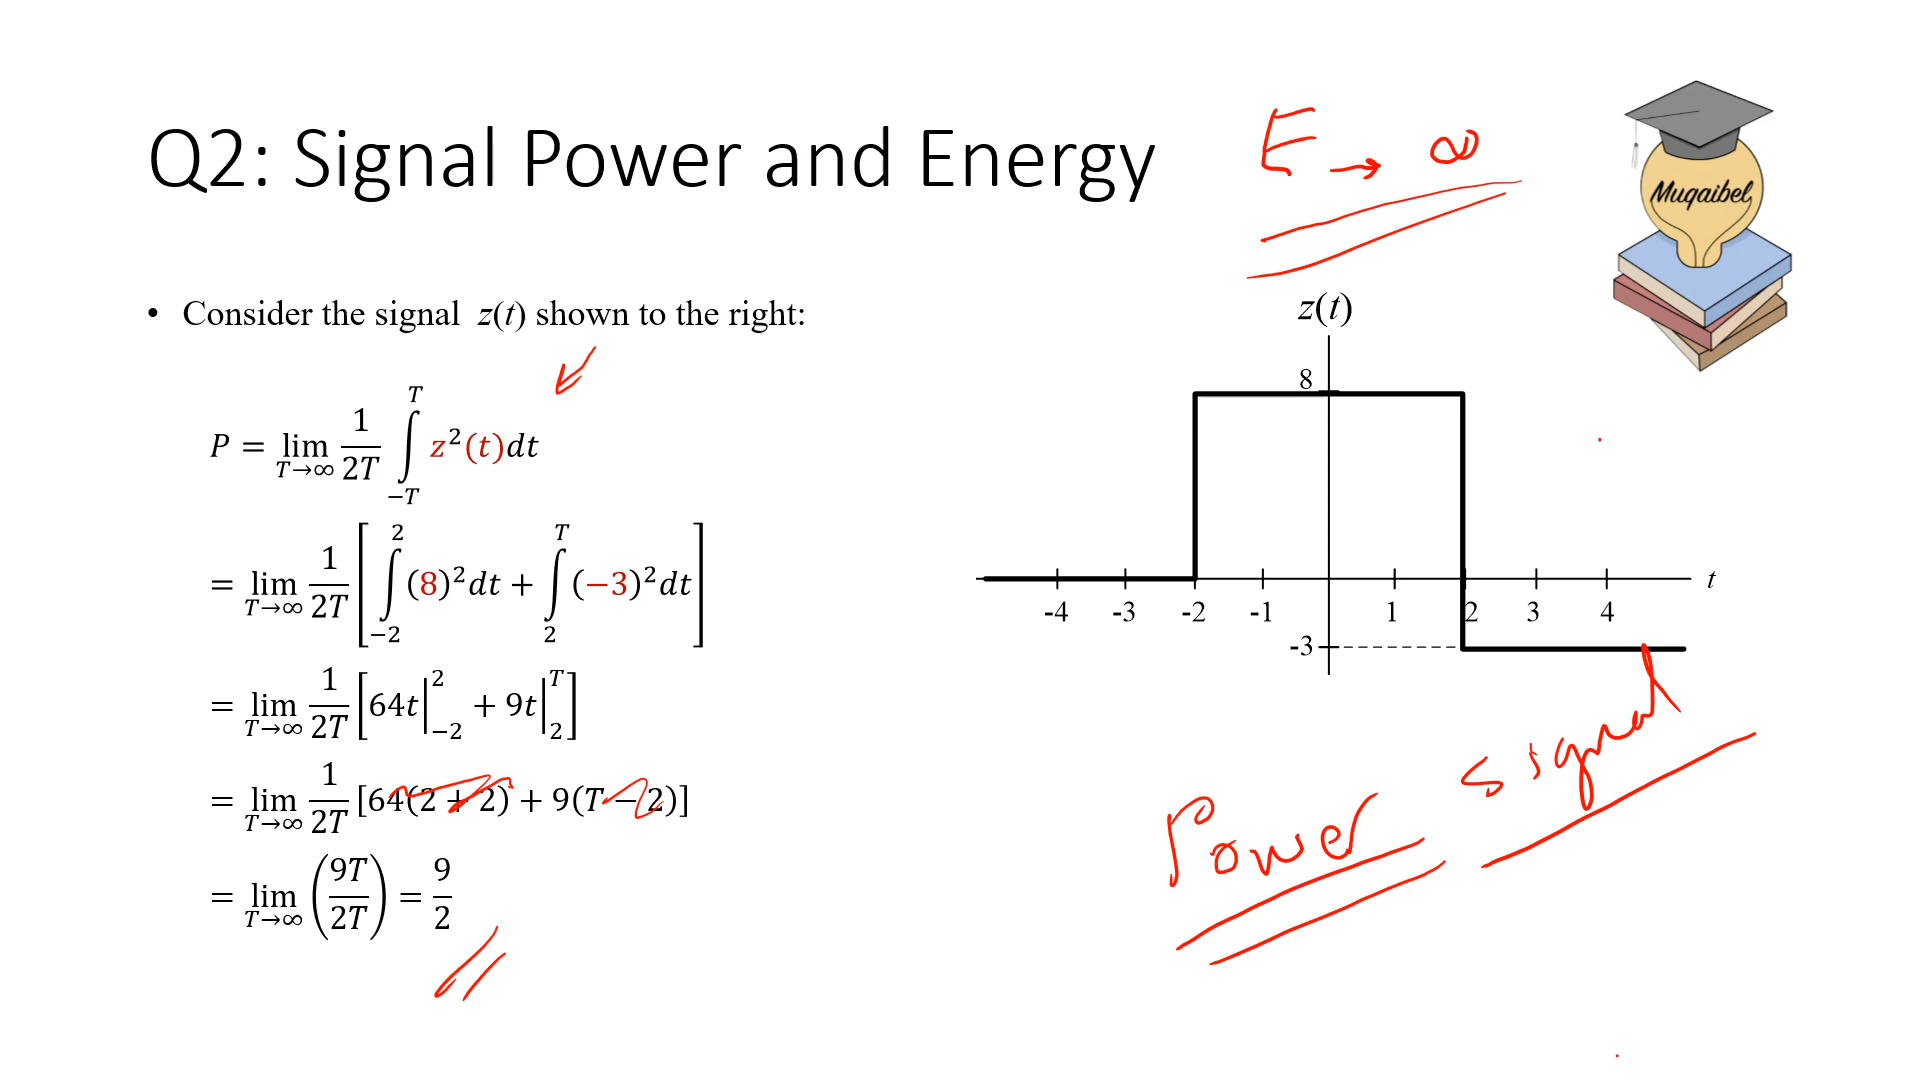 Q2: Signal Power and Energy
E → ∞
Muqaibel
• Consider the signal z(t) shown to the right:
P = lim_{T→∞} 1/2T ∫_{−T}^{T} z²(t)dt
= lim_{T→∞} 1/2T [∫_{−2}^{2} (8)²dt + ∫_{2}^{T} (−3)²dt]
= lim_{T→∞} 1/2T [64t|_{−2}^{2} + 9t|_{2}^{T}]
= lim_{T→∞} 1/2T [64(2 + 2) + 9(T − 2)]
= lim_{T→∞} (9T/2T) = 9/2
z(t)
8
t
-4 -3 -2 -1 1 2 3 4
-3
Power signal